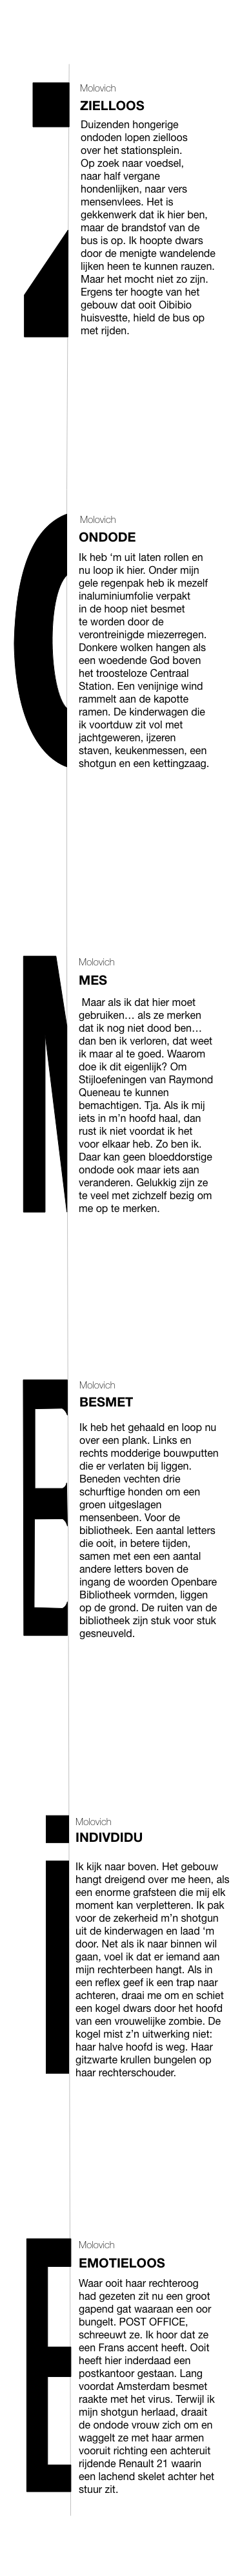 Molovich
ZIELLOOS
Duizenden hongerige
ondoden lopen zielloos
over het stationsplein.
Op zoek naar voedsel,
naar half vergane
hondenlijken, naar vers
mensenvlees. Het is
gekkenwerk dat ik hier ben,
maar de brandstof van de
bus is op. Ik hoopte dwars
door de menigte wandelende
lijken heen te kunnen rauzen.
Maar het mocht niet zo zijn.
Ergens ter hoogte van het
gebouw dat ooit Oibibio
huisvestte, hield de bus op
met rijden.
Molovich
ONDODE
Ik heb ‘m uit laten rollen en
nu loop ik hier. Onder mijn
gele regenpak heb ik mezelf
inaluminiumfolie verpakt
in de hoop niet besmet
te worden door de
verontreinigde miezerregen.
Donkere wolken hangen als
een woedende God boven
het troosteloze Centraal
Station. Een venijnige wind
rammelt aan de kapotte
ramen. De kinderwagen die
ik voortduw zit vol met
jachtgeweren, ijzeren
staven, keukenmessen, een
shotgun en een kettingzaag.
Molovich
MES
Maar als ik dat hier moet
gebruiken… als ze merken
dat ik nog niet dood ben…
dan ben ik verloren, dat weet
ik maar al te goed. Waarom
doe ik dit eigenlijk? Om
Stijloefeningen van Raymond
Queneau te kunnen
bemachtigen. Tja. Als ik mij
iets in m’n hoofd haal, dan
rust ik niet voordat ik het
voor elkaar heb. Zo ben ik.
Daar kan geen bloeddorstige
ondode ook maar iets aan
veranderen. Gelukkig zijn ze
te veel met zichzelf bezig om
me op te merken.
Molovich
BESMET
Ik heb het gehaald en loop nu
over een plank. Links en
rechts modderige bouwputten
die er verlaten bij liggen.
Beneden vechten drie
schurftige honden om een
groen uitgeslagen
mensenbeen. Voor de
bibliotheek. Een aantal letters
die ooit, in betere tijden,
samen met een een aantal
andere letters boven de
ingang de woorden Openbare
Bibliotheek vormden, liggen
op de grond. De ruiten van de
bibliotheek zijn stuk voor stuk
gesneuveld.
Molovich
INDIVDIDU
Ik kijk naar boven. Het gebouw
hangt dreigend over me heen, als
een enorme grafsteen die mij elk
moment kan verpletteren. Ik pak
voor de zekerheid m’n shotgun
uit de kinderwagen en laad ‘m
door. Net als ik naar binnen wil
gaan, voel ik dat er iemand aan
mijn rechterbeen hangt. Als in
een reflex geef ik een trap naar
achteren, draai me om en schiet
een kogel dwars door het hoofd
van een vrouwelijke zombie. De
kogel mist z’n uitwerking niet:
haar halve hoofd is weg. Haar
gitzwarte krullen bungelen op
haar rechterschouder.
Molovich
EMOTIELOOS
Waar ooit haar rechteroog
had gezeten zit nu een groot
gapend gat waaraan een oor
bungelt. POST OFFICE,
schreeuwt ze. Ik hoor dat ze
een Frans accent heeft. Ooit
heeft hier inderdaad een
postkantoor gestaan. Lang
voordat Amsterdam besmet
raakte met het virus. Terwijl ik
mijn shotgun herlaad, draait
de ondode vrouw zich om en
waggelt ze met haar armen
vooruit richting een achteruit
rijdende Renault 21 waarin
een lachend skelet achter het
stuur zit.